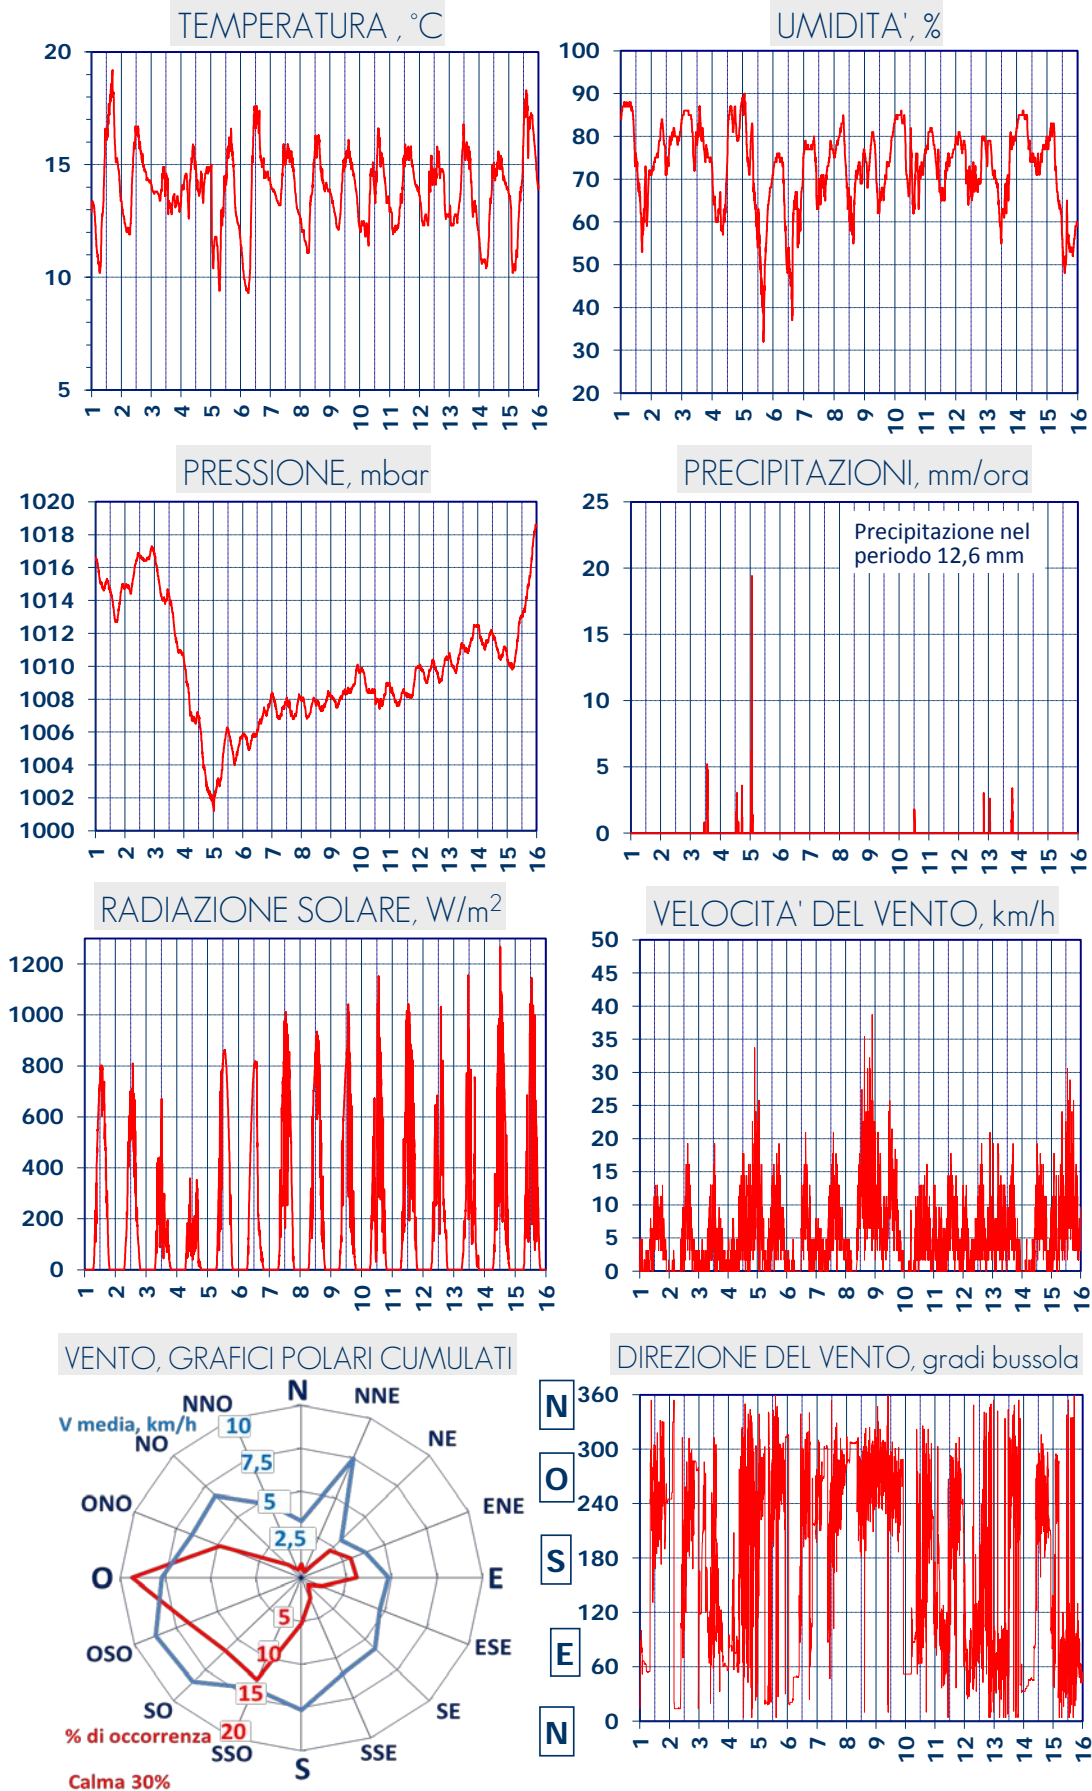 TEMPERATURA , °C
20
15
10
5
1 2 3 4 5 6 7 8 9 10 11 12 13 14 15 16
UMIDITA', %
100
90
80
70
60
50
40
30
20
1 2 3 4 5 6 7 8 9 10 11 12 13 14 15 16
PRESSIONE, mbar
1020
1018
1016
1014
1012
1010
1008
1006
1004
1002
1000
1 2 3 4 5 6 7 8 9 10 11 12 13 14 15 16
PRECIPITAZIONI, mm/ora
Precipitazione nel
periodo 12,6 mm
25
20
15
10
5
0
1 2 3 4 5 6 7 8 9 10 11 12 13 14 15 16
RADIAZIONE SOLARE, W/m²
1200
1000
800
600
400
200
0
1 2 3 4 5 6 7 8 9 10 11 12 13 14 15 16
VELOCITA' DEL VENTO, km/h
50
45
40
35
30
25
20
15
10
5
0
1 2 3 4 5 6 7 8 9 10 11 12 13 14 15 16
VENTO, GRAFICI POLARI CUMULATI
N
NNO
NNE
V media, km/h
10
NO
NE
7,5
ONO
5
ENE
2,5
O
E
5
OSO
10
ESE
15
SO
SE
% di occorrenza
20
SSO
SSE
S
Calma 30%
DIREZIONE DEL VENTO, gradi bussola
N
O
S
E
N
360
300
240
180
120
60
0
1 2 3 4 5 6 7 8 9 10 11 12 13 14 15 16